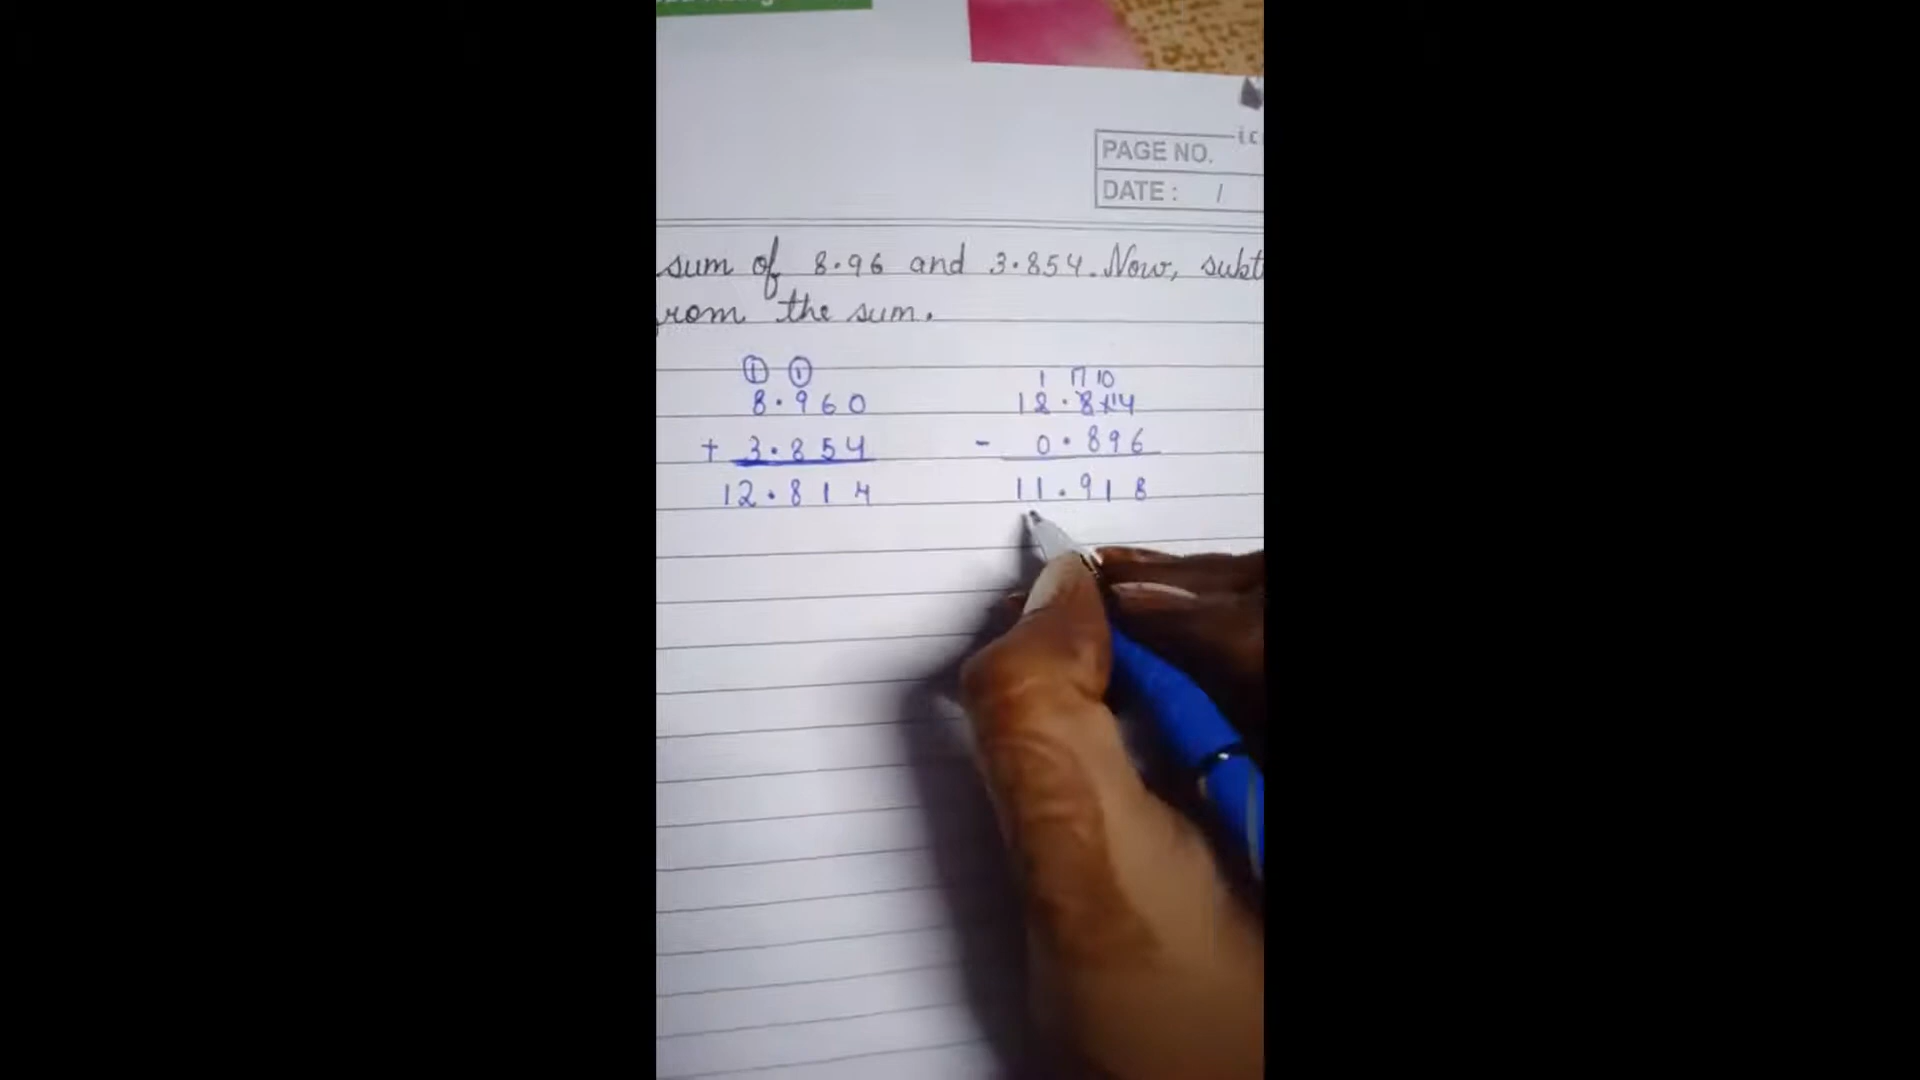 PAGE NO.
DATE : /
sum of 8.96 and 3.854. Now, subt
rom the sum.
1 1
8.960
+ 3.854
12.814
1 17 10
12.814
- 0.896
11.918